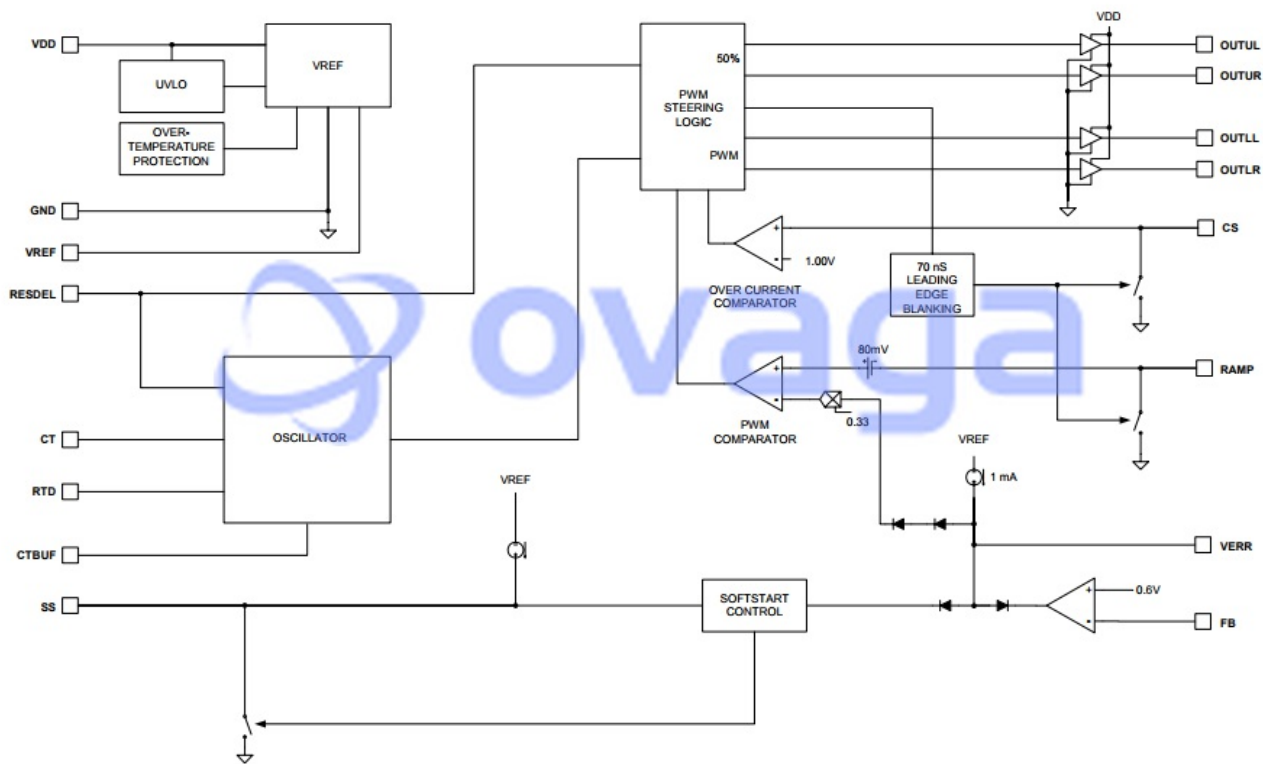 VDD
VREF
UVLO
OVER-
TEMPERATURE
PROTECTION
GND
VREF
RESDEL
OSCILLATOR
CT
RTD
CTBUF
SS
VREF
50%
PWM
STEERING
LOGIC
PWM
VDD
OUTUL
OUTUR
OUTLL
OUTLR
CS
1.00V
OVER CURRENT
COMPARATOR
70 nS
LEADING
EDGE
BLANKING
80mV
RAMP
0.33
PWM
COMPARATOR
VREF
1 mA
VERR
SOFTSTART
CONTROL
0.6V
FB
ovaga